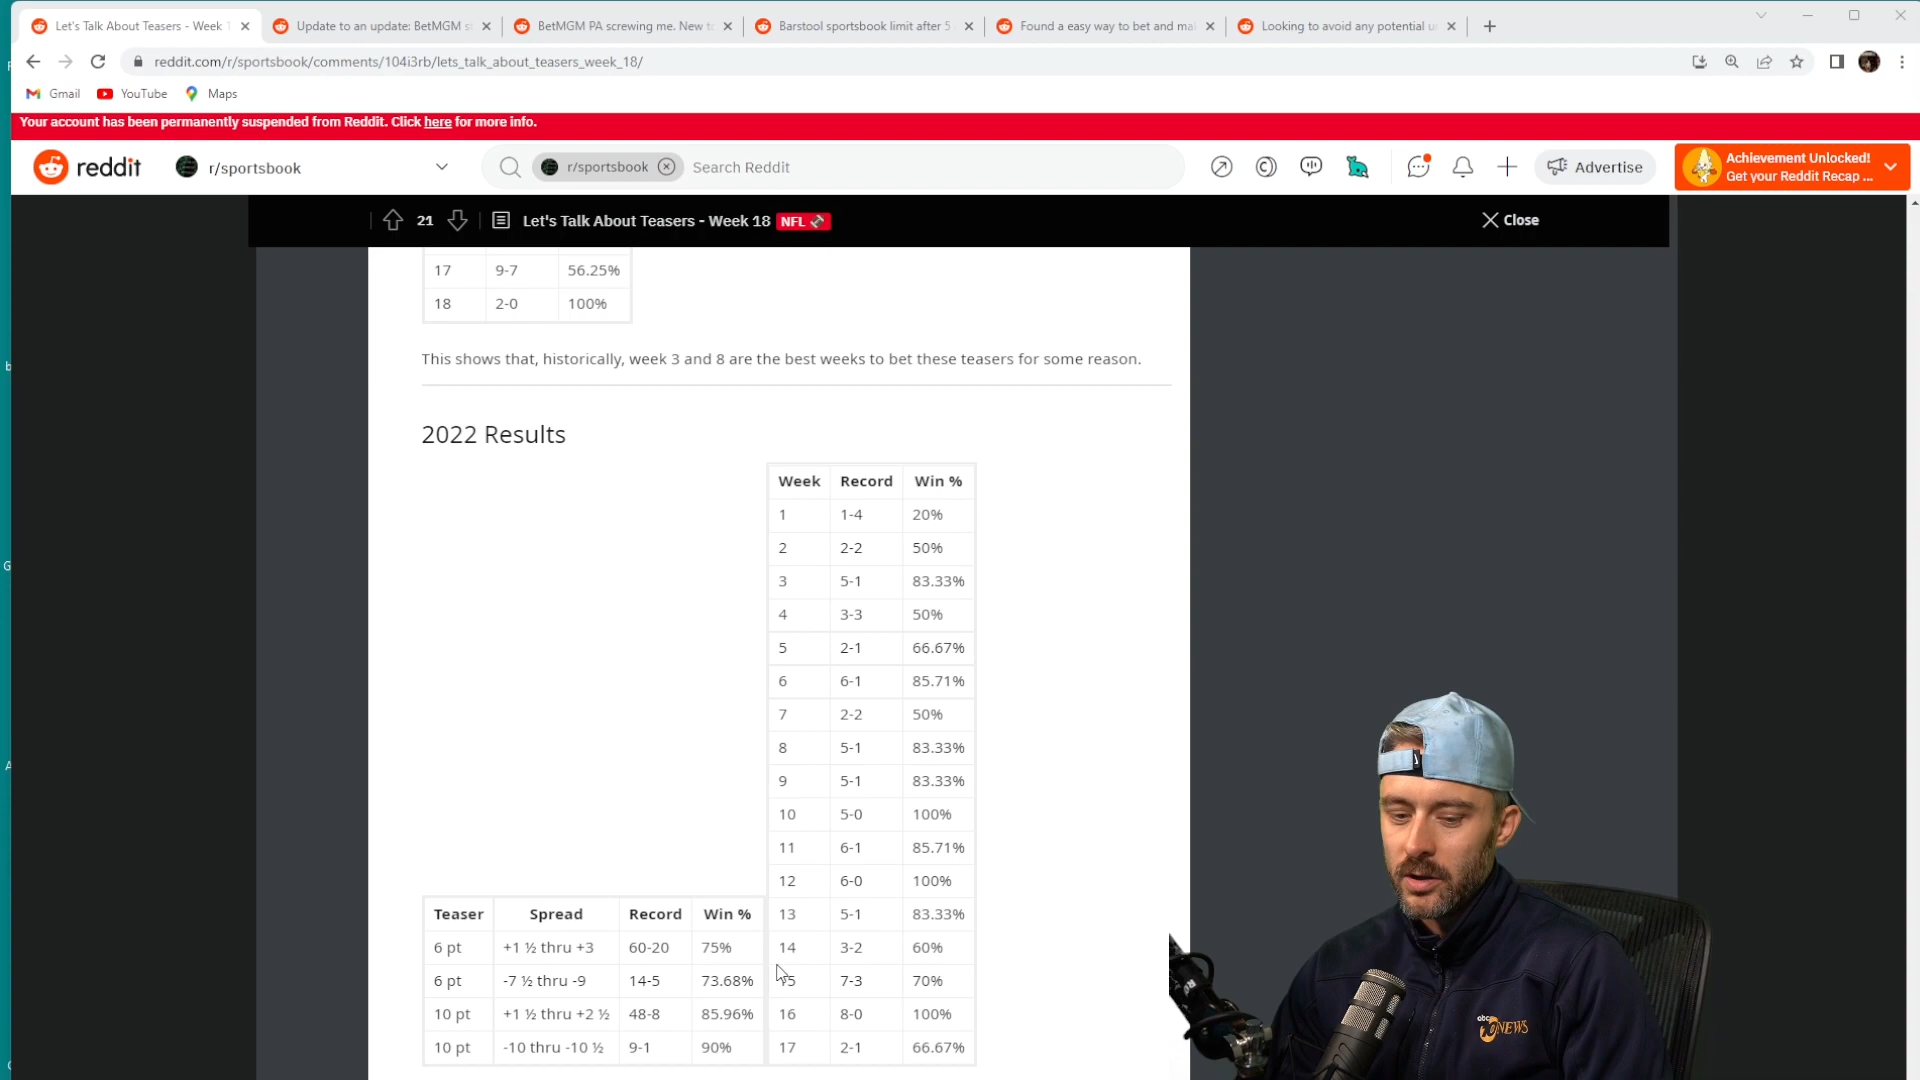 Let's Talk About Teasers - Week 1
Update to an update: BetMGM s
BetMGM PA screwing me. New t
Barstool sportsbook limit after 5
Found a easy way to bet and ma
Looking to avoid any potential u
reddit.com/r/sportsbook/comments/104i3rb/lets_talk_about_teasers_week_18/
Gmail YouTube Maps
Your account has been permanently suspended from Reddit. Click here for more info.
reddit r/sportsbook r/sportsbook Search Reddit Advertise
Achievement Unlocked!
Get your Reddit Recap ...
21 Let's Talk About Teasers - Week 18 NFL Close
17 9-7 56.25%
18 2-0 100%
This shows that, historically, week 3 and 8 are the best weeks to bet these teasers for some reason.
2022 Results
Week Record Win %
1 1-4 20%
2 2-2 50%
3 5-1 83.33%
4 3-3 50%
5 2-1 66.67%
6 6-1 85.71%
7 2-2 50%
8 5-1 83.33%
9 5-1 83.33%
10 5-0 100%
11 6-1 85.71%
12 6-0 100%
13 5-1 83.33%
14 3-2 60%
15 7-3 70%
16 8-0 100%
17 2-1 66.67%
Teaser Spread Record Win %
6 pt +1 ½ thru +3 60-20 75%
6 pt -7 ½ thru -9 14-5 73.68%
10 pt +1 ½ thru +2 ½ 48-8 85.96%
10 pt -10 thru -10 ½ 9-1 90%
abc
NEWS